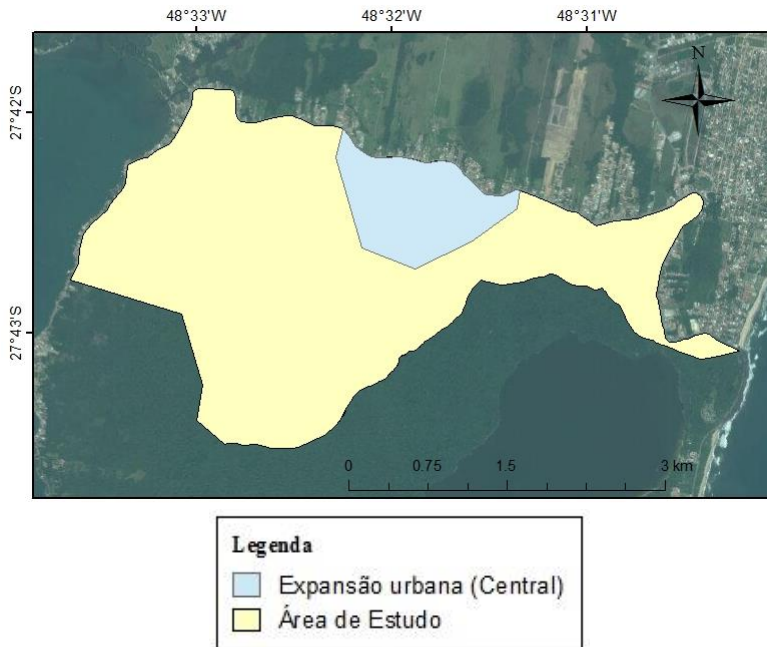 48°33'W 48°32'W 48°31'W
N
27°42'S
27°43'S
0 0.75 1.5 3 km
Legenda
Expansão urbana (Central)
Área de Estudo